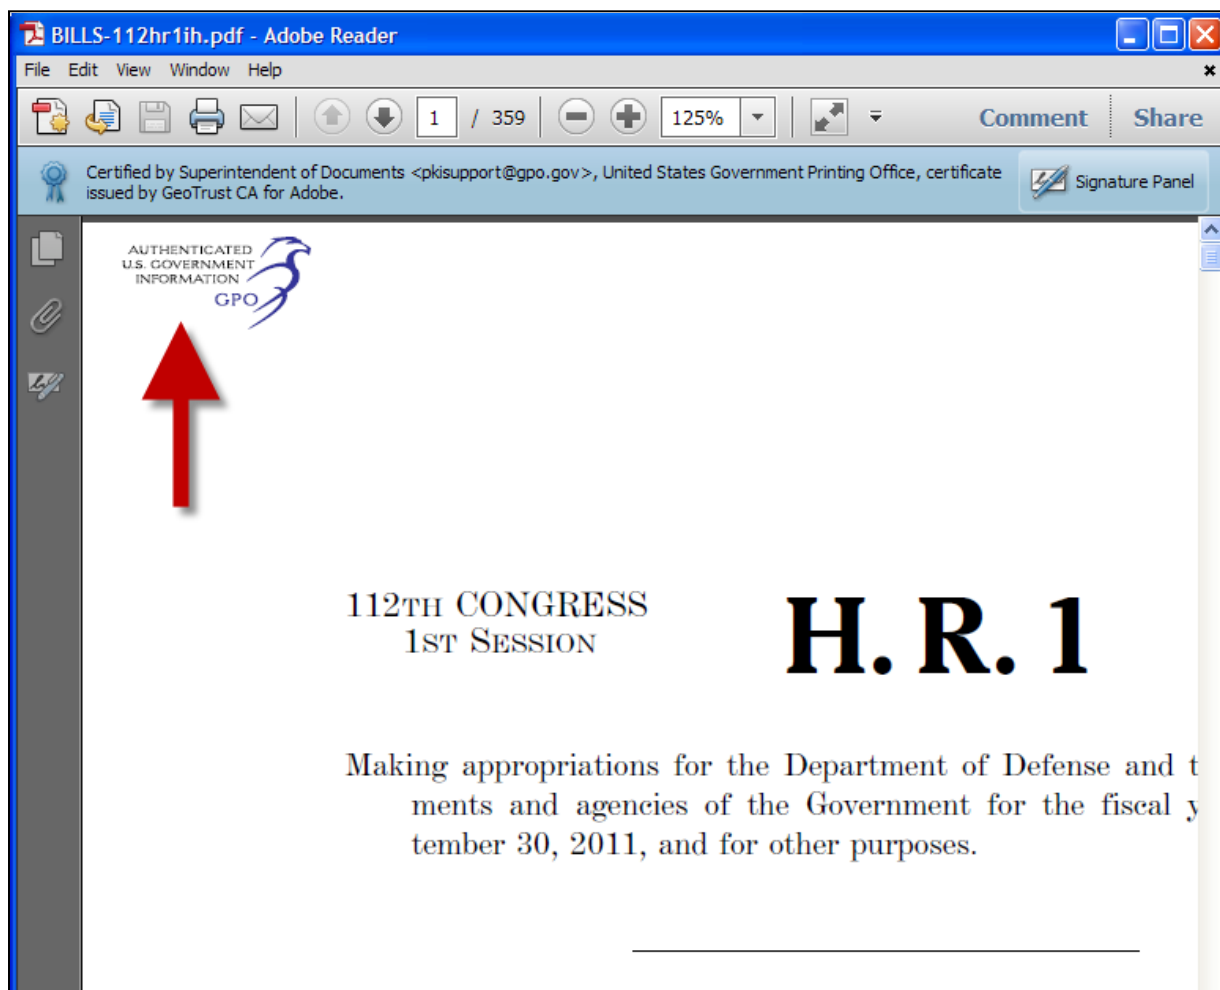 BILLS-112hr1ih.pdf - Adobe Reader
File Edit View Window Help
1 / 359 125% Comment Share
Certified by Superintendent of Documents <pkisupport@gpo.gov>, United States Government Printing Office, certificate
issued by GeoTrust CA for Adobe.
Signature Panel
AUTHENTICATED
U.S. GOVERNMENT
INFORMATION
GPO
112TH CONGRESS
1ST SESSION
H. R. 1
Making appropriations for the Department of Defense and t
ments and agencies of the Government for the fiscal y
tember 30, 2011, and for other purposes.